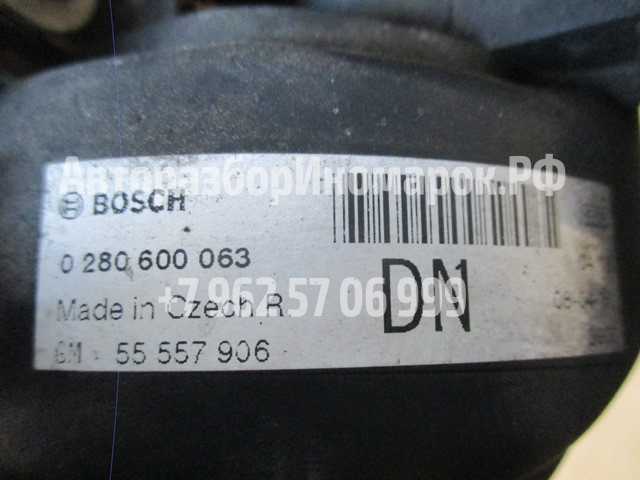 АвторазборИномарок.РФ
BOSCH
0 280 600 063
+7 967 57 06 999
Made in Czech R.
DN
GM 55 557 906